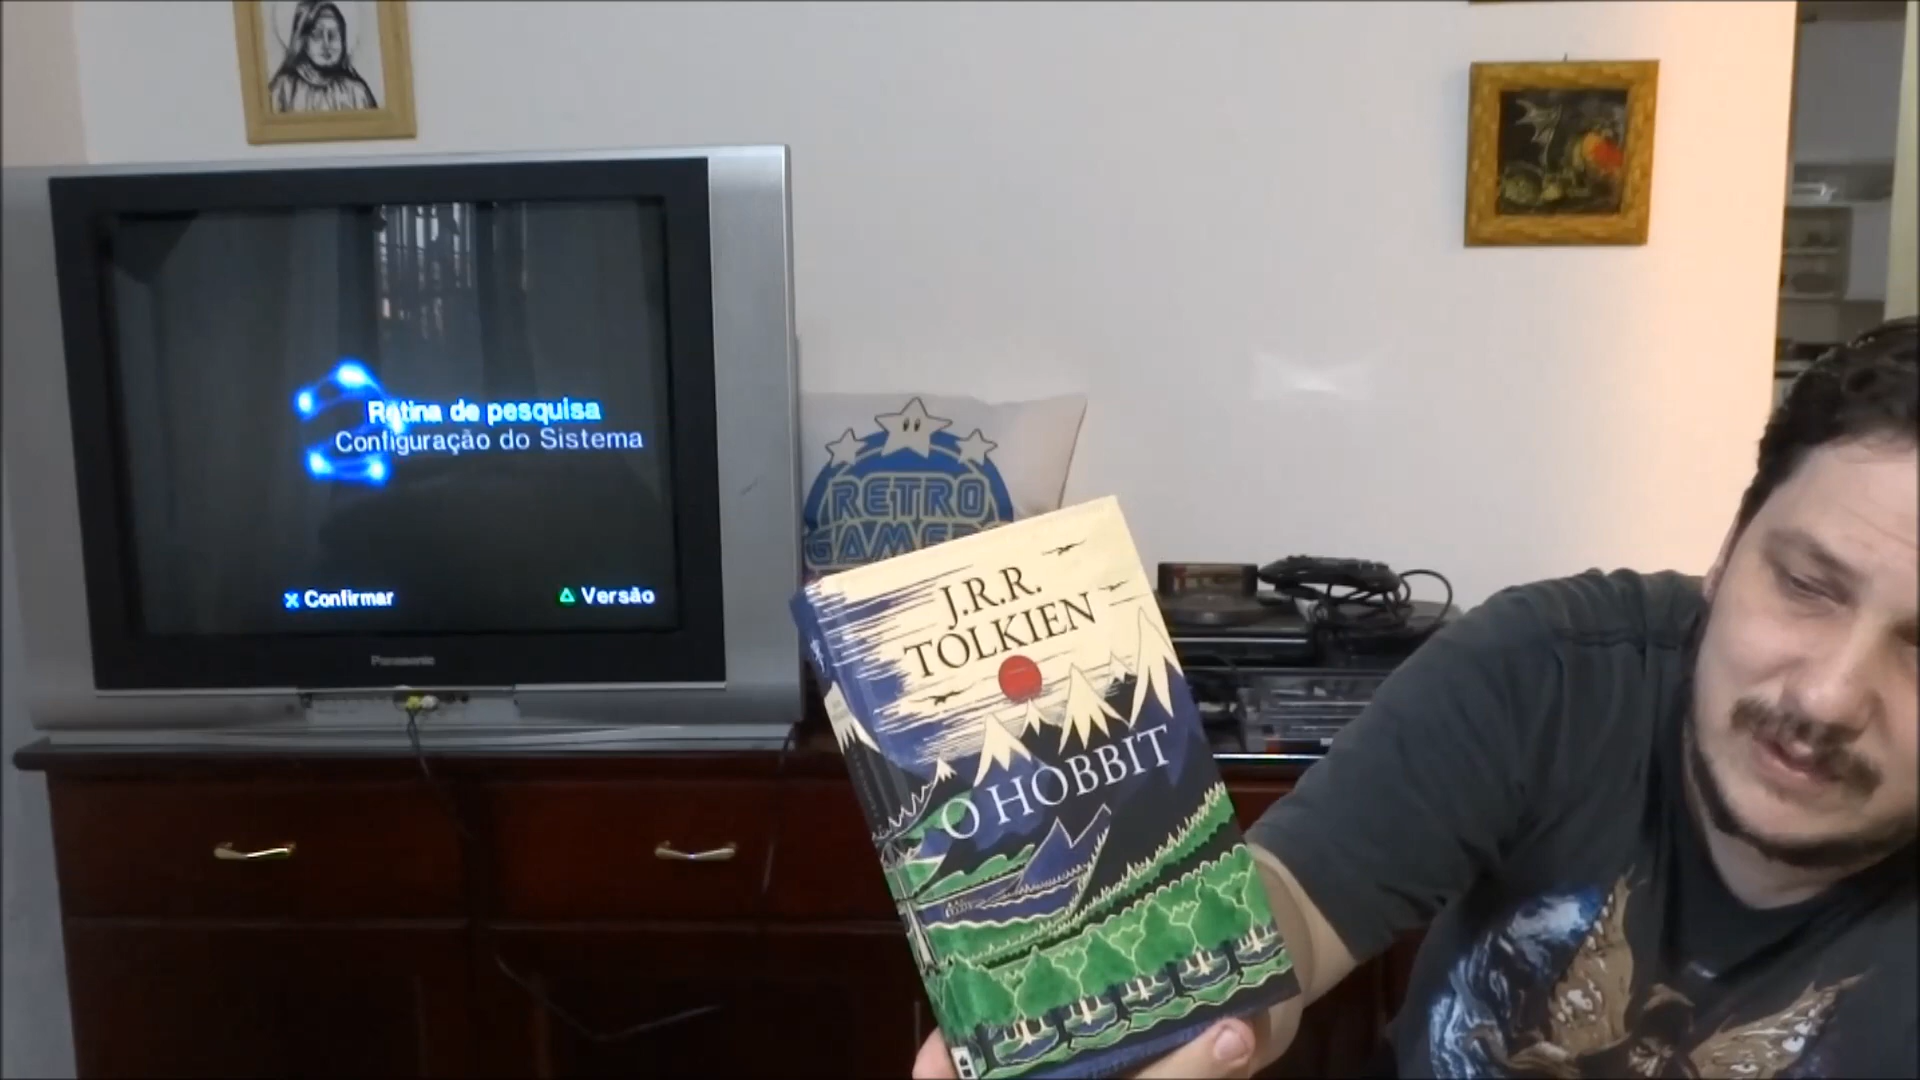 Rotina de pesquisa
Configuração do Sistema
Confirmar
Versão
Panasonic
RETRO
J.R.R.
TOLKIEN
O HOBBIT